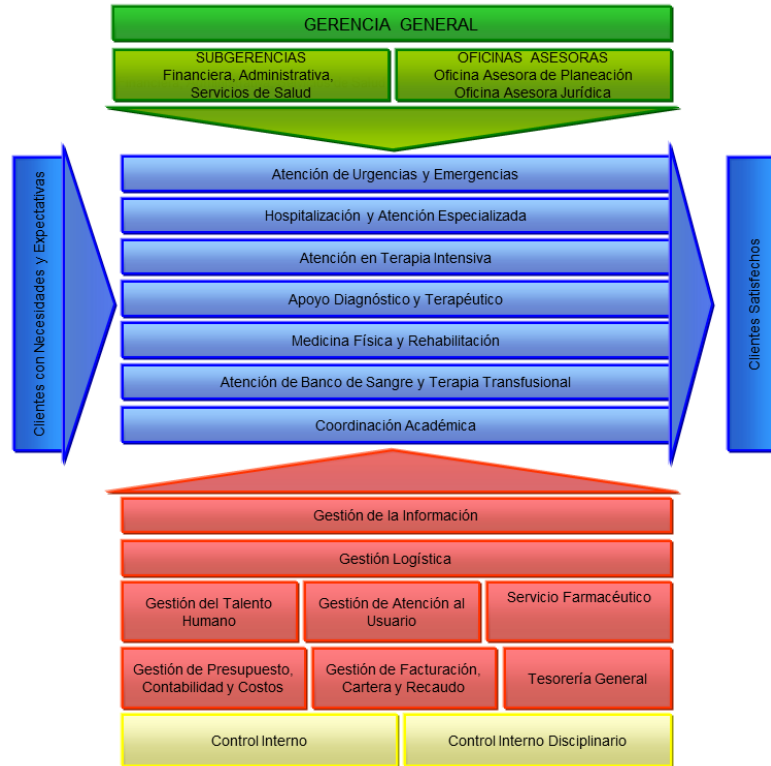 GERENCIA GENERAL
SUBGERENCIAS
Financiera, Administrativa,
Servicios de Salud
OFICINAS ASESORAS
Oficina Asesora de Planeación
Oficina Asesora Jurídica
Clientes con Necesidades y Expectativas
Atención de Urgencias y Emergencias
Hospitalización y Atención Especializada
Atención en Terapia Intensiva
Apoyo Diagnóstico y Terapéutico
Medicina Física y Rehabilitación
Atención de Banco de Sangre y Terapia Transfusional
Coordinación Académica
Clientes Satisfechos
Gestión de la Información
Gestión Logística
Gestión del Talento
Humano
Gestión de Atención al
Usuario
Servicio Farmacéutico
Gestión de Presupuesto,
Contabilidad y Costos
Gestión de Facturación,
Cartera y Recaudo
Tesorería General
Control Interno
Control Interno Disciplinario